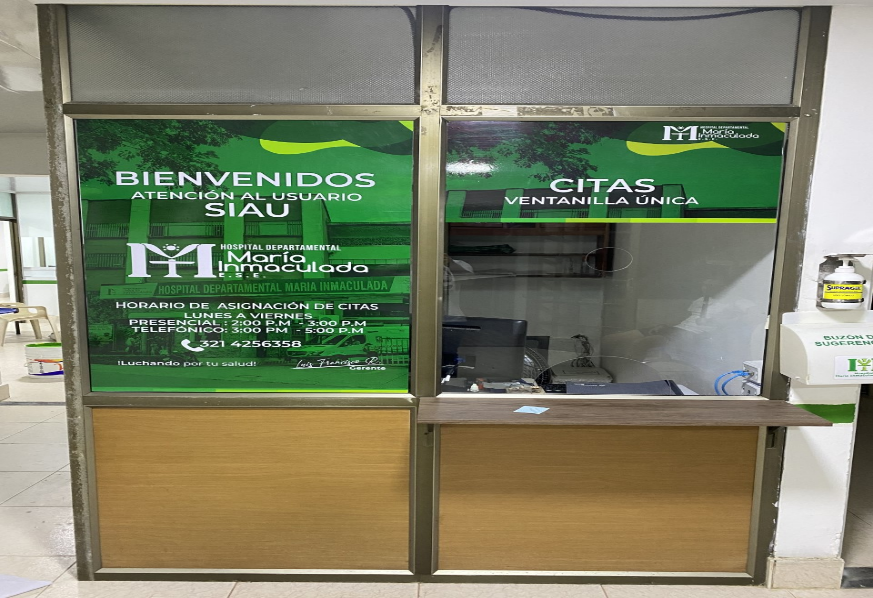 BIENVENIDOS
ATENCIÓN AL USUARIO
SIAU
HOSPITAL DEPARTAMENTAL
María
Inmaculada
E.S.E.
HOSPITAL DEPARTAMENTAL MARIA INMACULADA
HORARIO DE ASIGNACIÓN DE CITAS
LUNES A VIERNES
PRESENCIAL : 2:00 P.M - 3:00 P.M
TELEFÓNICO: 3:00 PM - 5:00 P.M
321 4256358
¡Luchando por tu salud!
Luis Francisco R.
Gerente
HOSPITAL DEPARTAMENTAL
María
Inmaculada
E.S.E.
CITAS
VENTANILLA ÚNICA
SUPRAGEL
BUZÓN D
SUGEREN